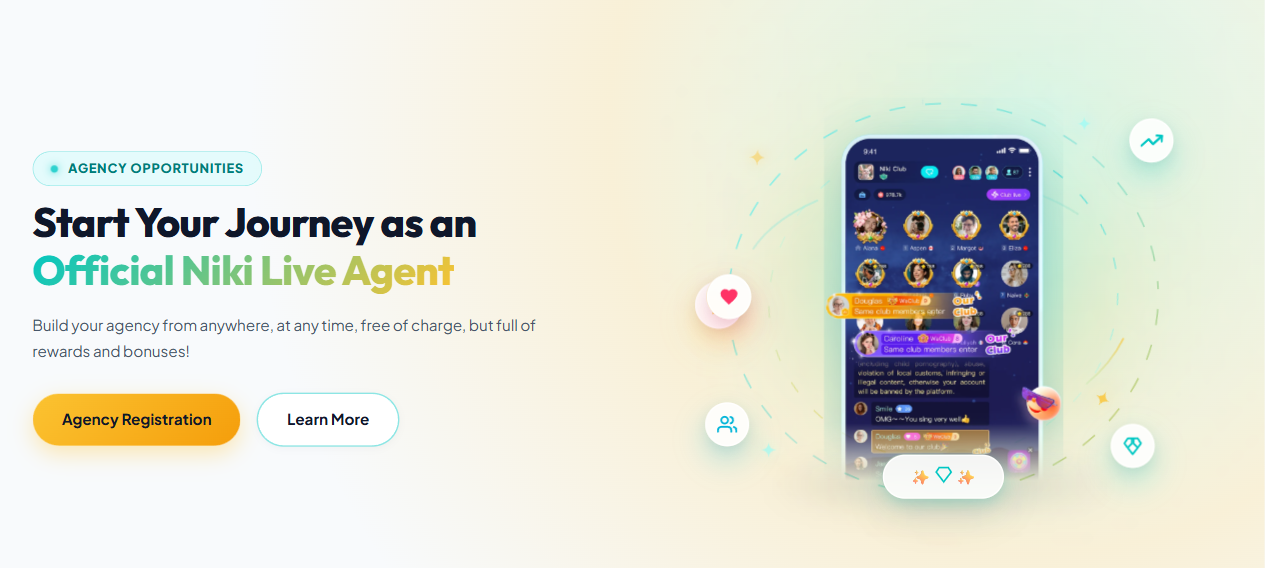 AGENCY OPPORTUNITIES
Start Your Journey as an
Official Niki Live Agent
Build your agency from anywhere, at any time, free of charge, but full of
rewards and bonuses!
Agency Registration
Learn More
9:41
Niki Club
Club live
Alana
Aspen
Margot
Eliza
Douglas
Same club members enter
Our
Club
Caroline
Same club members enter
Our
Club
violation of local customs, infringing or
illegal content, otherwise your account
will be banned by the platform.
Smile
OMG~~You sing very well
Douglas
Welcome to our club